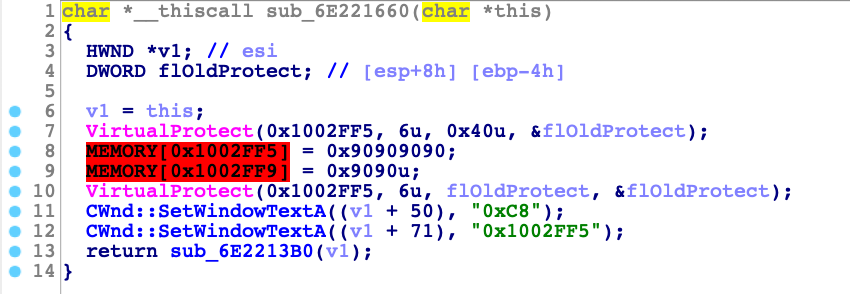 1 char *__thiscall sub_6E221660(char *this)
2 {
3 HWND *v1; // esi
4 DWORD flOldProtect; // [esp+8h] [ebp-4h]
5
6 v1 = this;
7 VirtualProtect(0x1002FF5, 6u, 0x40u, &flOldProtect);
8 MEMORY[0x1002FF5] = 0x90909090;
9 MEMORY[0x1002FF9] = 0x9090u;
10 VirtualProtect(0x1002FF5, 6u, flOldProtect, &flOldProtect);
11 CWnd::SetWindowTextA((v1 + 50), "0xC8");
12 CWnd::SetWindowTextA((v1 + 71), "0x1002FF5");
13 return sub_6E2213B0(v1);
14 }